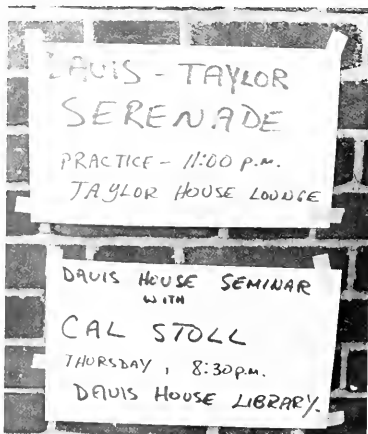 DAVIS - TAYLOR
SERENADE
PRACTICE - 11:00 P.M.
TAYLOR HOUSE LOUNGE
DAVIS HOUSE SEMINAR
WITH
CAL STOLL
THURSDAY, 8:30 P.M.
DAVIS HOUSE LIBRARY.